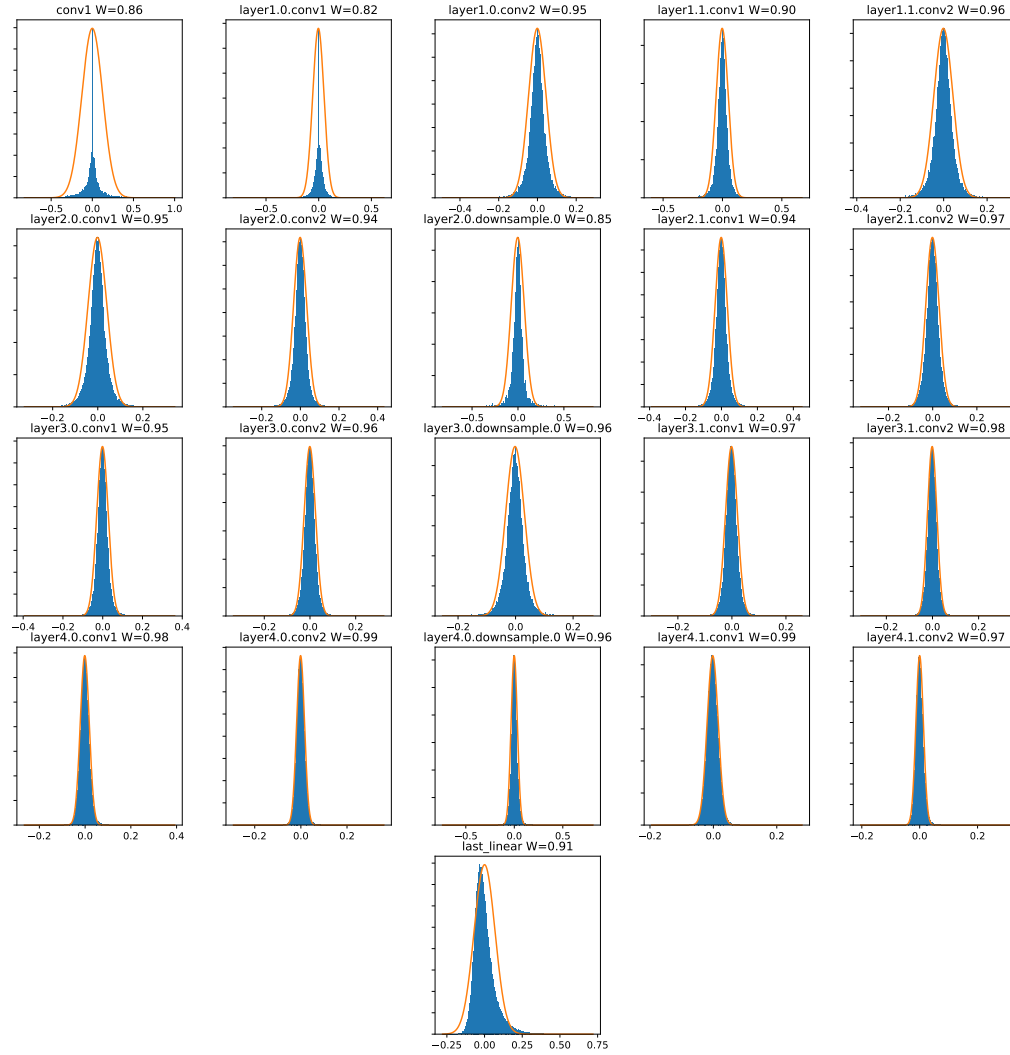 conv1 W=0.86 layer1.0.conv1 W=0.82 layer1.0.conv2 W=0.95 layer1.1.conv1 W=0.90 layer1.1.conv2 W=0.96
−0.5 0.0 0.5 1.0 −0.5 0.0 0.5 −0.4 −0.2 0.0 0.2 −0.5 0.0 0.5 −0.4 −0.2 0.0 0.2
layer2.0.conv1 W=0.95 layer2.0.conv2 W=0.94 layer2.0.downsample.0 W=0.85 layer2.1.conv1 W=0.94 layer2.1.conv2 W=0.97
−0.2 0.0 0.2 −0.2 0.0 0.2 0.4 −0.5 0.0 0.5 −0.4 −0.2 0.0 0.2 0.4 −0.2 0.0 0.2
layer3.0.conv1 W=0.95 layer3.0.conv2 W=0.96 layer3.0.downsample.0 W=0.96 layer3.1.conv1 W=0.97 layer3.1.conv2 W=0.98
−0.4 −0.2 0.0 0.2 0.4 −0.2 0.0 0.2 −0.2 0.0 0.2 −0.2 0.0 0.2 −0.2 0.0 0.2
layer4.0.conv1 W=0.98 layer4.0.conv2 W=0.99 layer4.0.downsample.0 W=0.96 layer4.1.conv1 W=0.99 layer4.1.conv2 W=0.97
−0.2 0.0 0.2 0.4 −0.2 0.0 0.2 −0.5 0.0 0.5 −0.2 0.0 0.2 −0.2 0.0 0.2
last_linear W=0.91
−0.25 0.00 0.25 0.50 0.75